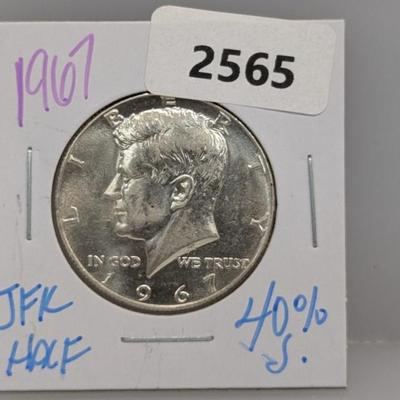 1967
2565
LIBERTY
IN GOD WE TRUST
1967
JFK
HALF
40%
S.